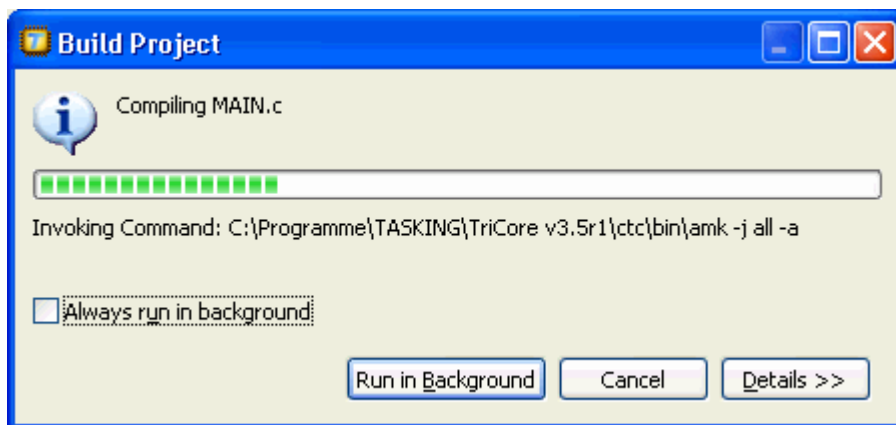 Build Project
Compiling MAIN.c
Invoking Command: C:\Programme\TASKING\TriCore v3.5r1\ctc\bin\amk -j all -a
Always run in background
Run in Background Cancel Details >>